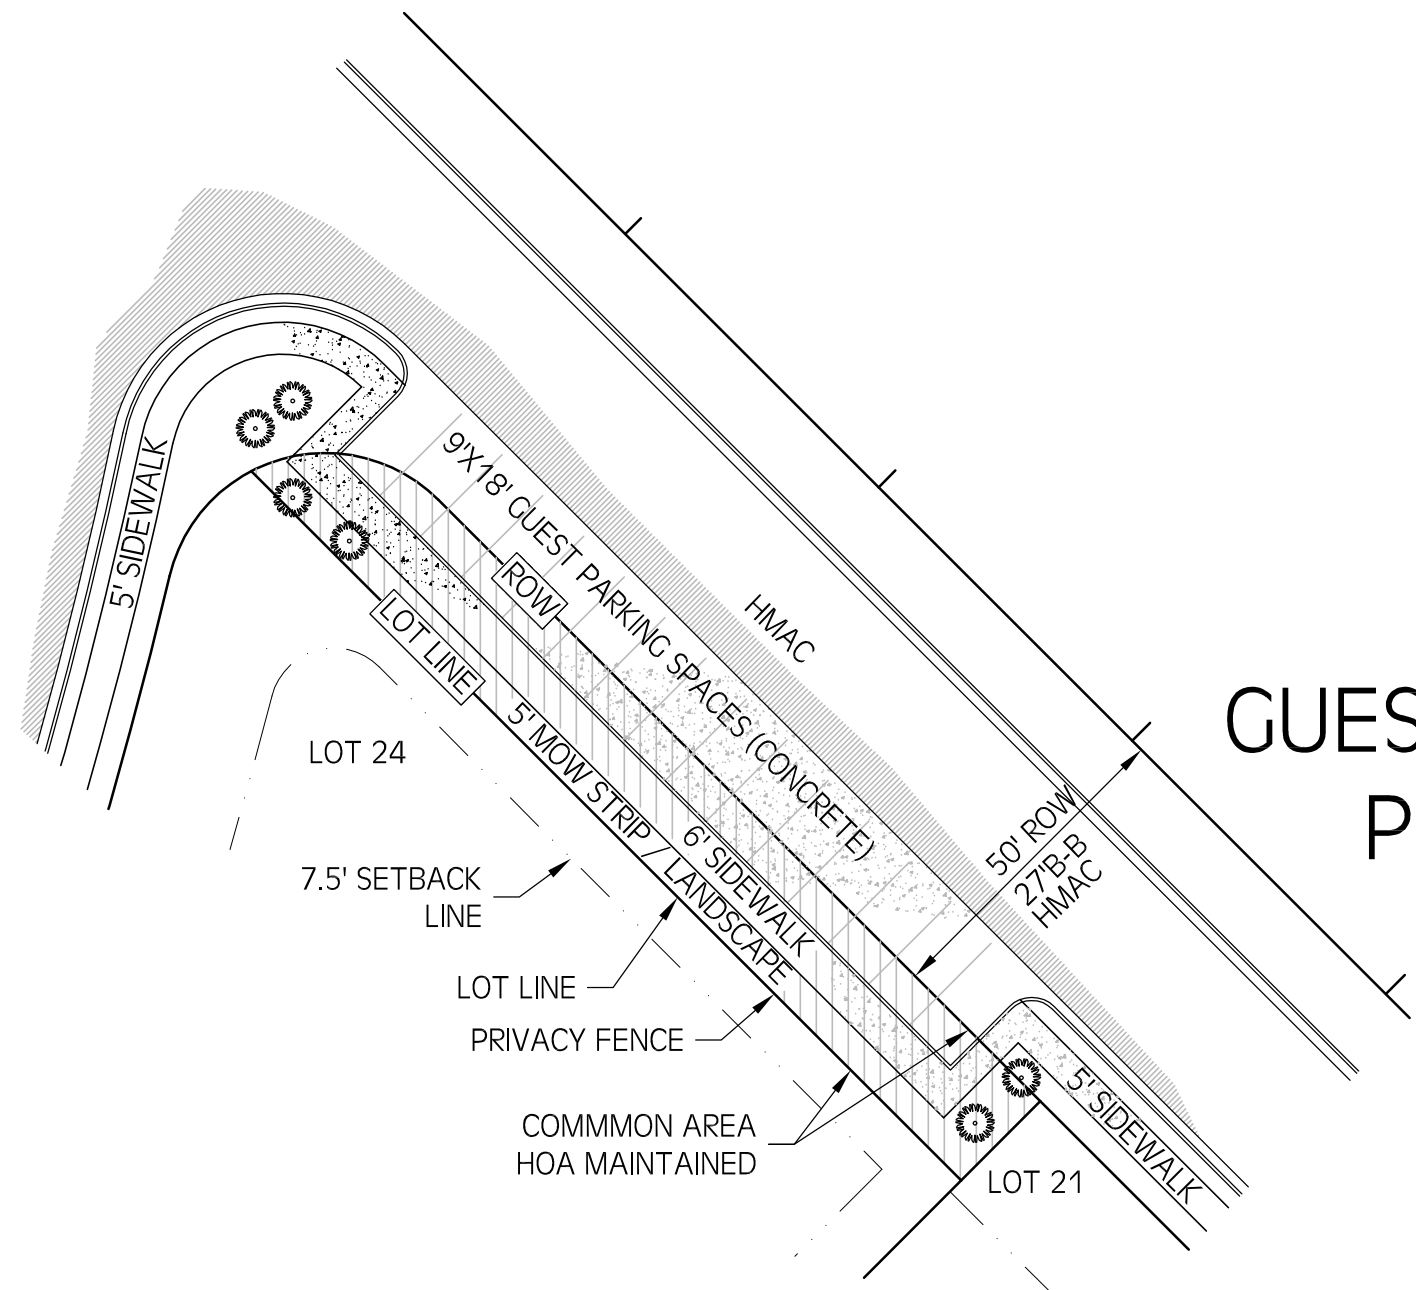 9'X18' GUEST PARKING SPACES (CONCRETE)
5' SIDEWALK
ROW
LOT LINE
HMAC
LOT 24
5' MOW STRIP / LANDSCAPE
6' SIDEWALK
50' ROW
27'B-B
HMAC
GUES
P
7.5' SETBACK
LINE
LOT LINE
PRIVACY FENCE
COMMMON AREA
HOA MAINTAINED
5' SIDEWALK
LOT 21